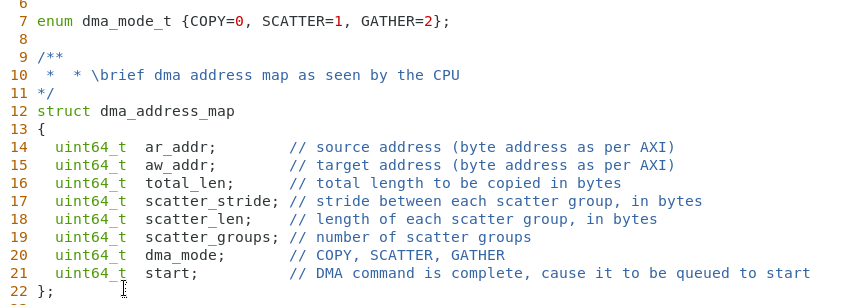 6
7 enum dma_mode_t {COPY=0, SCATTER=1, GATHER=2};
8
9 /**
10  *  * \brief dma address map as seen by the CPU
11 */
12 struct dma_address_map
13 {
14   uint64_t  ar_addr;        // source address (byte address as per AXI)
15   uint64_t  aw_addr;        // target address (byte address as per AXI)
16   uint64_t  total_len;      // total length to be copied in bytes
17   uint64_t  scatter_stride; // stride between each scatter group, in bytes
18   uint64_t  scatter_len;    // length of each scatter group, in bytes
19   uint64_t  scatter_groups; // number of scatter groups
20   uint64_t  dma_mode;       // COPY, SCATTER, GATHER
21   uint64_t  start;          // DMA command is complete, cause it to be queued to start
22 };